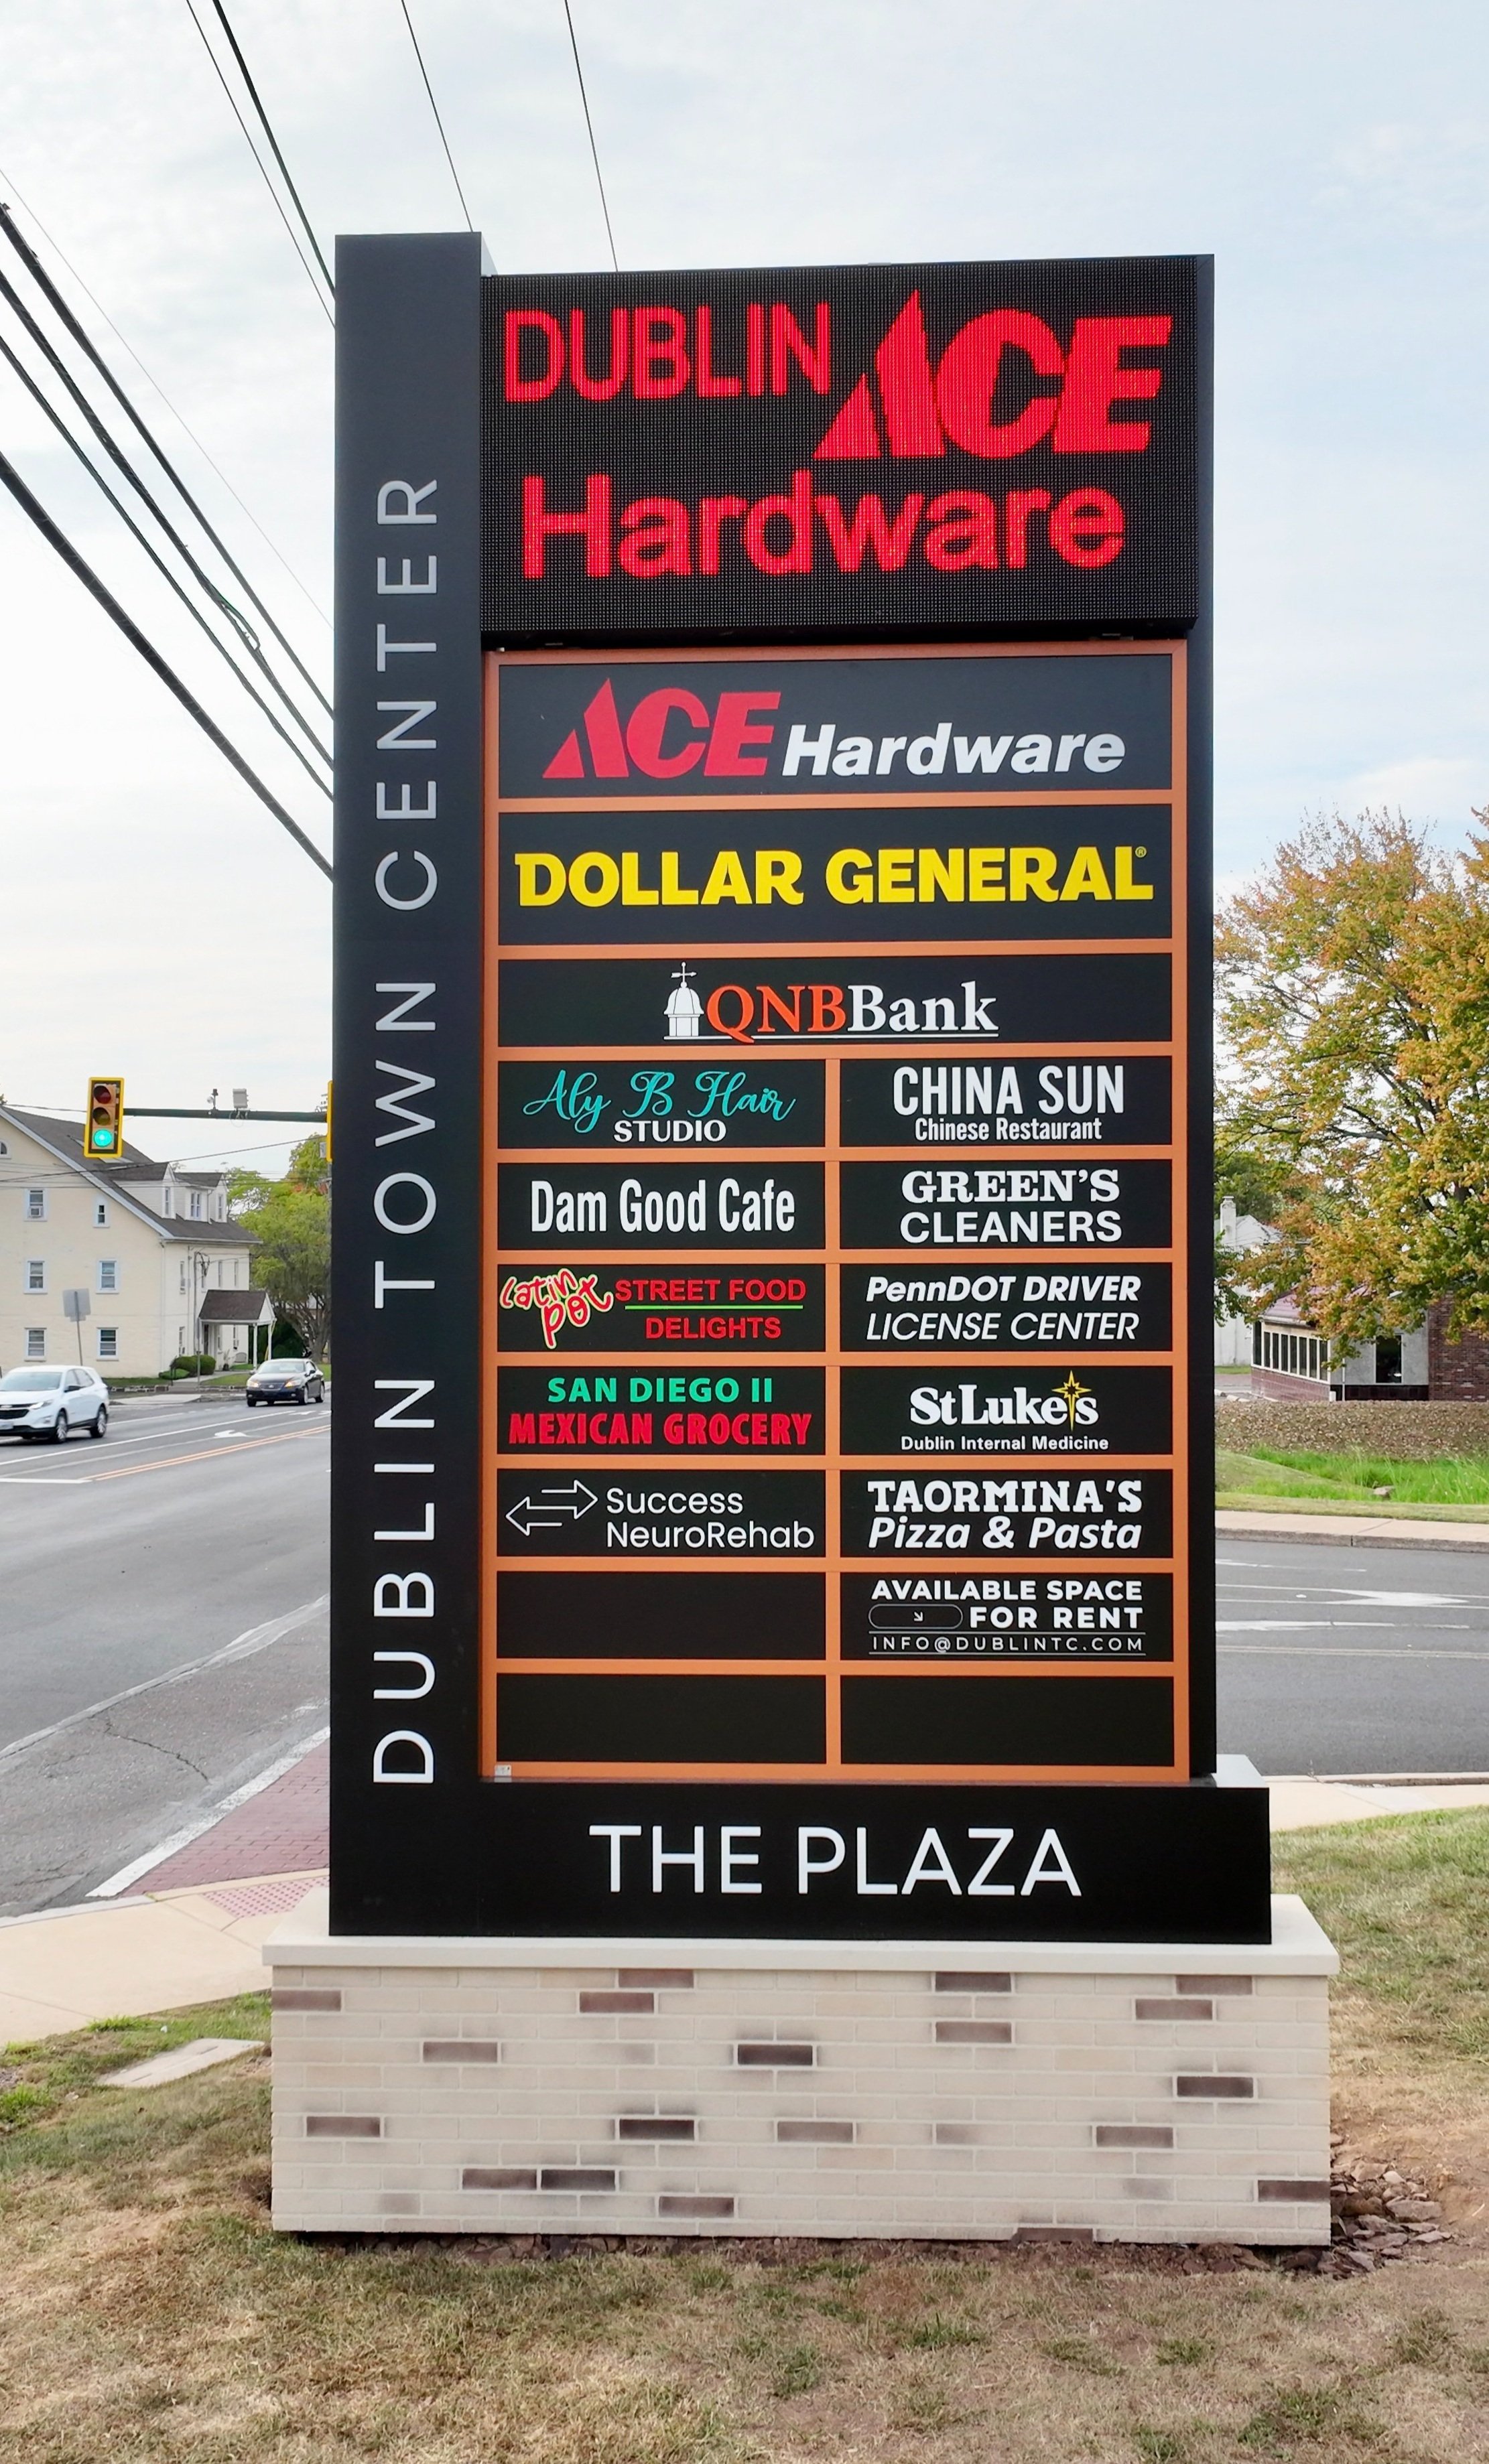 DUBLIN TOWN CENTER
DUBLIN ACE
Hardware
ACE Hardware
DOLLAR GENERAL®
QNBBank
Aly B Hair
STUDIO
CHINA SUN
Chinese Restaurant
Dam Good Cafe
GREEN'S
CLEANERS
Latin
pot
STREET FOOD
DELIGHTS
PennDOT DRIVER
LICENSE CENTER
SAN DIEGO II
MEXICAN GROCERY
StLuke's
Dublin Internal Medicine
Success
NeuroRehab
TAORMINA'S
Pizza & Pasta
AVAILABLE SPACE
FOR RENT
INFO@DUBLINTC.COM
THE PLAZA